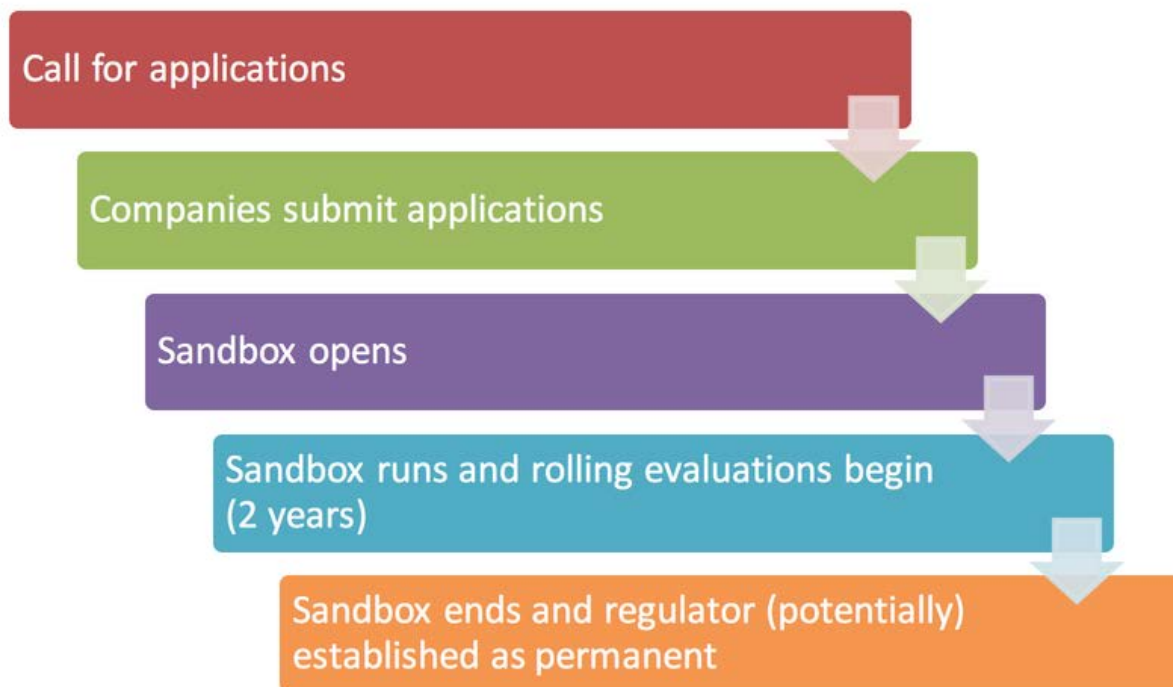 Call for applications
Companies submit applications
Sandbox opens
Sandbox runs and rolling evaluations begin
(2 years)
Sandbox ends and regulator (potentially)
established as permanent